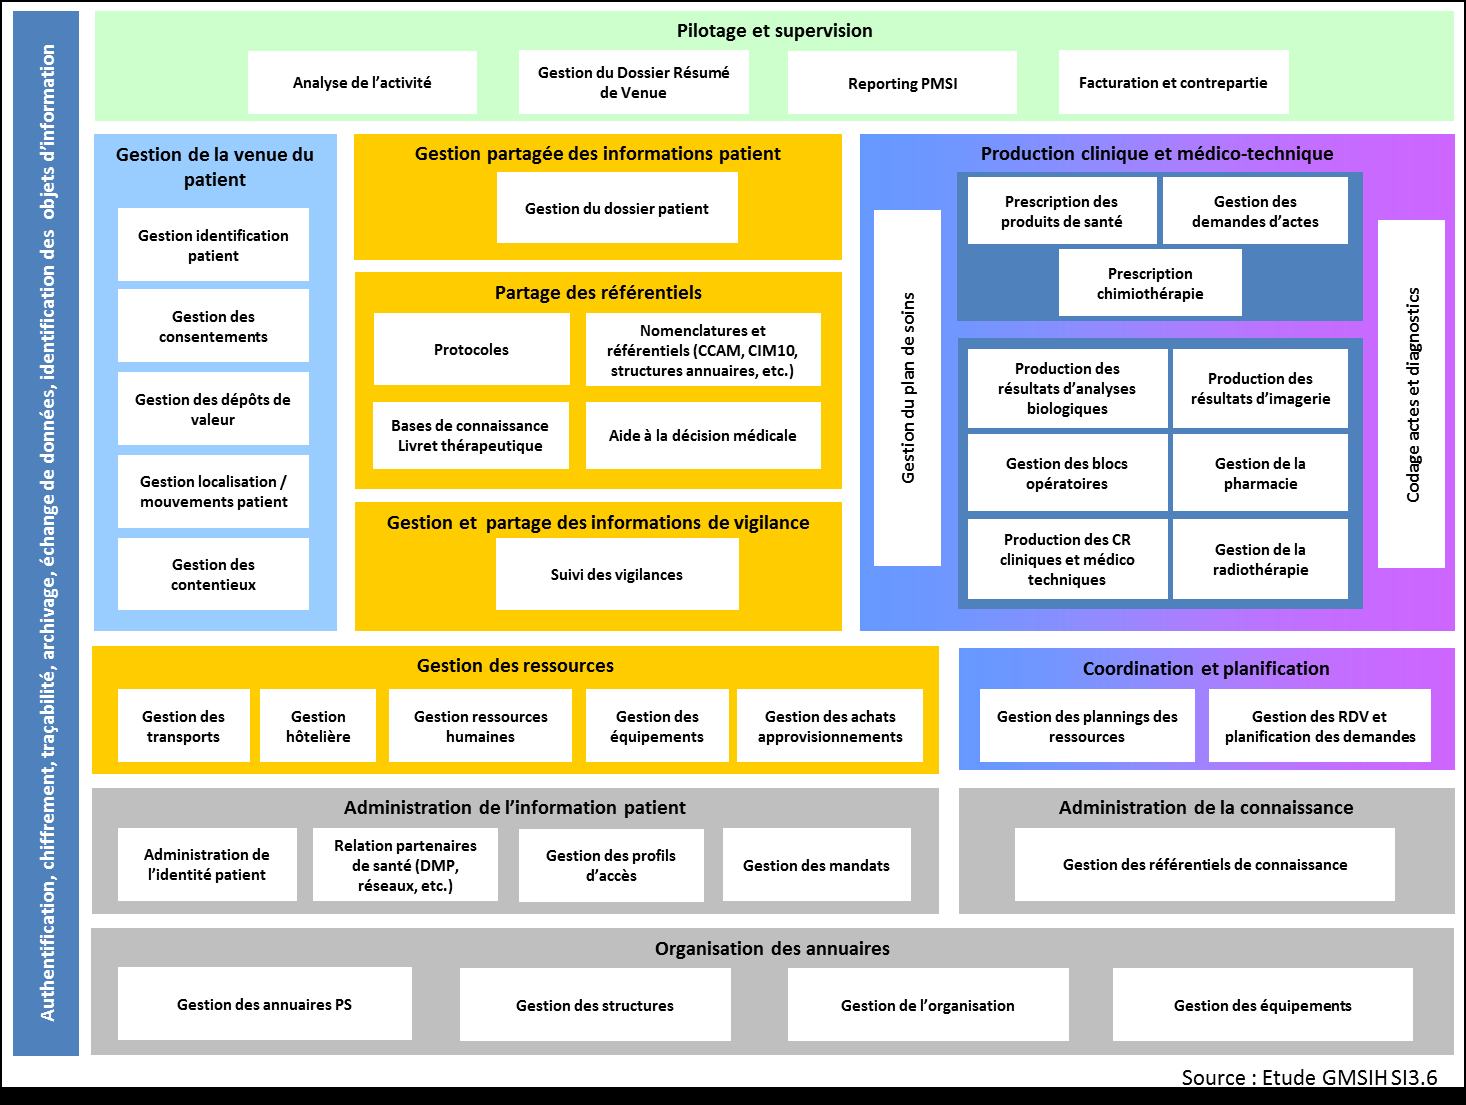 Authentification, chiffrement, traçabilité, archivage, échange de données, identification des objets d’information
Pilotage et supervision
Analyse de l’activité
Gestion du Dossier Résumé
de Venue
Reporting PMSI
Facturation et contrepartie
Gestion de la venue du
patient
Gestion identification
patient
Gestion des
consentements
Gestion des dépôts de
valeur
Gestion localisation /
mouvements patient
Gestion des
contentieux
Gestion partagée des informations patient
Gestion du dossier patient
Partage des référentiels
Protocoles
Nomenclatures et
référentiels (CCAM, CIM10,
structures annuaires, etc.)
Bases de connaissance
Livret thérapeutique
Aide à la décision médicale
Gestion et partage des informations de vigilance
Suivi des vigilances
Production clinique et médico-technique
Gestion du plan de soins
Prescription des
produits de santé
Gestion des
demandes d’actes
Prescription
chimiothérapie
Production des
résultats d’analyses
biologiques
Production des
résultats d’imagerie
Gestion des blocs
opératoires
Gestion de la
pharmacie
Production des CR
cliniques et médico
techniques
Gestion de la
radiothérapie
Codage actes et diagnostics
Gestion des ressources
Gestion des
transports
Gestion
hôtelière
Gestion ressources
humaines
Gestion des
équipements
Gestion des achats
approvisionnements
Coordination et planification
Gestion des plannings des
ressources
Gestion des RDV et
planification des demandes
Administration de l’information patient
Administration de
l’identité patient
Relation partenaires
de santé (DMP,
réseaux, etc.)
Gestion des profils
d’accès
Gestion des mandats
Administration de la connaissance
Gestion des référentiels de connaissance
Organisation des annuaires
Gestion des annuaires PS
Gestion des structures
Gestion de l’organisation
Gestion des équipements
Source : Etude GMSIH SI3.6